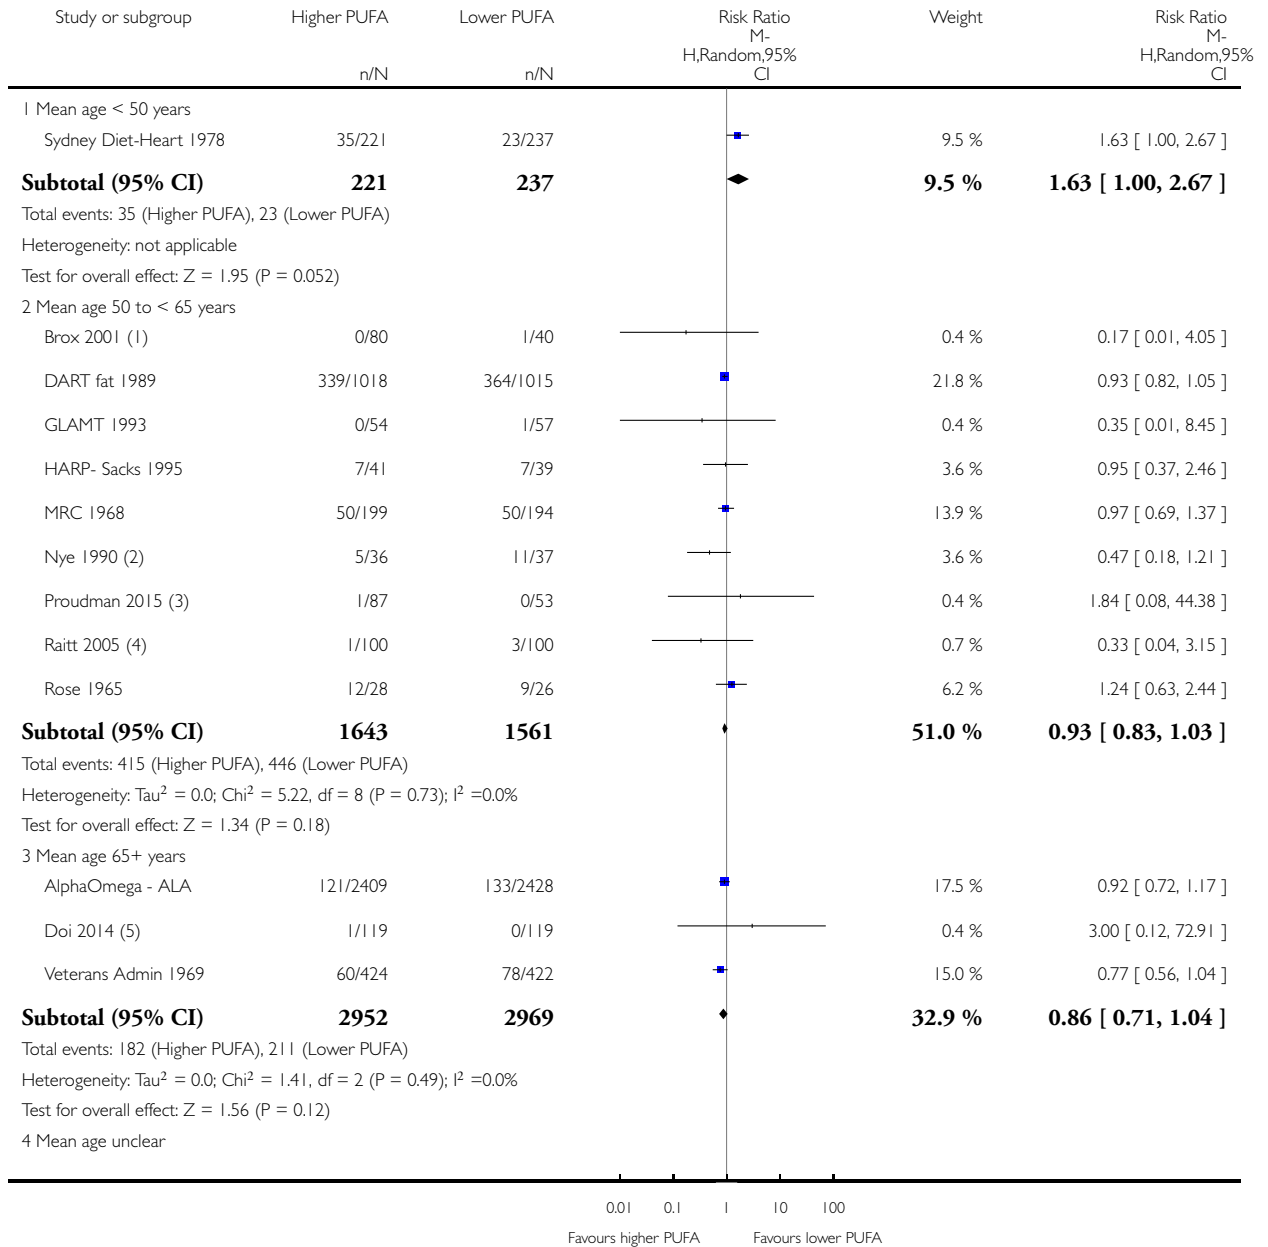 Study or subgroup Higher PUFA Lower PUFA Risk Ratio Weight Risk Ratio
M- M-
H,Random,95% H,Random,95%
n/N n/N CI CI
1 Mean age < 50 years
Sydney Diet-Heart 1978 35/221 23/237 9.5 % 1.63 [ 1.00, 2.67 ]
Subtotal (95% CI) 221 237 9.5 % 1.63 [ 1.00, 2.67 ]
Total events: 35 (Higher PUFA), 23 (Lower PUFA)
Heterogeneity: not applicable
Test for overall effect: Z = 1.95 (P = 0.052)
2 Mean age 50 to < 65 years
Brox 2001 (1) 0/80 1/40 0.4 % 0.17 [ 0.01, 4.05 ]
DART fat 1989 339/1018 364/1015 21.8 % 0.93 [ 0.82, 1.05 ]
GLAMT 1993 0/54 1/57 0.4 % 0.35 [ 0.01, 8.45 ]
HARP- Sacks 1995 7/41 7/39 3.6 % 0.95 [ 0.37, 2.46 ]
MRC 1968 50/199 50/194 13.9 % 0.97 [ 0.69, 1.37 ]
Nye 1990 (2) 5/36 11/37 3.6 % 0.47 [ 0.18, 1.21 ]
Proudman 2015 (3) 1/87 0/53 0.4 % 1.84 [ 0.08, 44.38 ]
Raitt 2005 (4) 1/100 3/100 0.7 % 0.33 [ 0.04, 3.15 ]
Rose 1965 12/28 9/26 6.2 % 1.24 [ 0.63, 2.44 ]
Subtotal (95% CI) 1643 1561 51.0 % 0.93 [ 0.83, 1.03 ]
Total events: 415 (Higher PUFA), 446 (Lower PUFA)
Heterogeneity: Tau² = 0.0; Chi² = 5.22, df = 8 (P = 0.73); I² =0.0%
Test for overall effect: Z = 1.34 (P = 0.18)
3 Mean age 65+ years
AlphaOmega - ALA 121/2409 133/2428 17.5 % 0.92 [ 0.72, 1.17 ]
Doi 2014 (5) 1/119 0/119 0.4 % 3.00 [ 0.12, 72.91 ]
Veterans Admin 1969 60/424 78/422 15.0 % 0.77 [ 0.56, 1.04 ]
Subtotal (95% CI) 2952 2969 32.9 % 0.86 [ 0.71, 1.04 ]
Total events: 182 (Higher PUFA), 211 (Lower PUFA)
Heterogeneity: Tau² = 0.0; Chi² = 1.41, df = 2 (P = 0.49); I² =0.0%
Test for overall effect: Z = 1.56 (P = 0.12)
4 Mean age unclear
0.01 0.1 1 10 100
Favours higher PUFA Favours lower PUFA